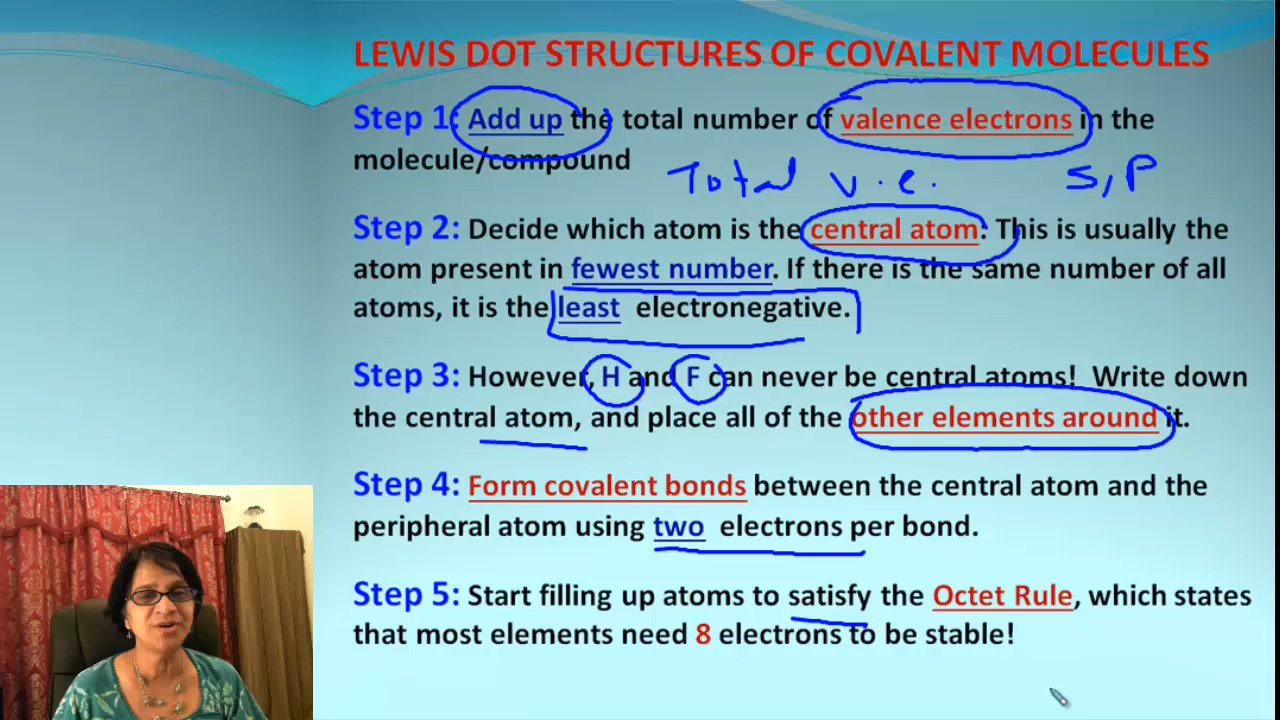 LEWIS DOT STRUCTURES OF COVALENT MOLECULES
Step 1: Add up the total number of valence electrons in the
molecule/compound
Total v.e. S, P
Step 2: Decide which atom is the central atom. This is usually the
atom present in fewest number. If there is the same number of all
atoms, it is the least electronegative.
Step 3: However, H and F can never be central atoms! Write down
the central atom, and place all of the other elements around it.
Step 4: Form covalent bonds between the central atom and the
peripheral atom using two electrons per bond.
Step 5: Start filling up atoms to satisfy the Octet Rule, which states
that most elements need 8 electrons to be stable!